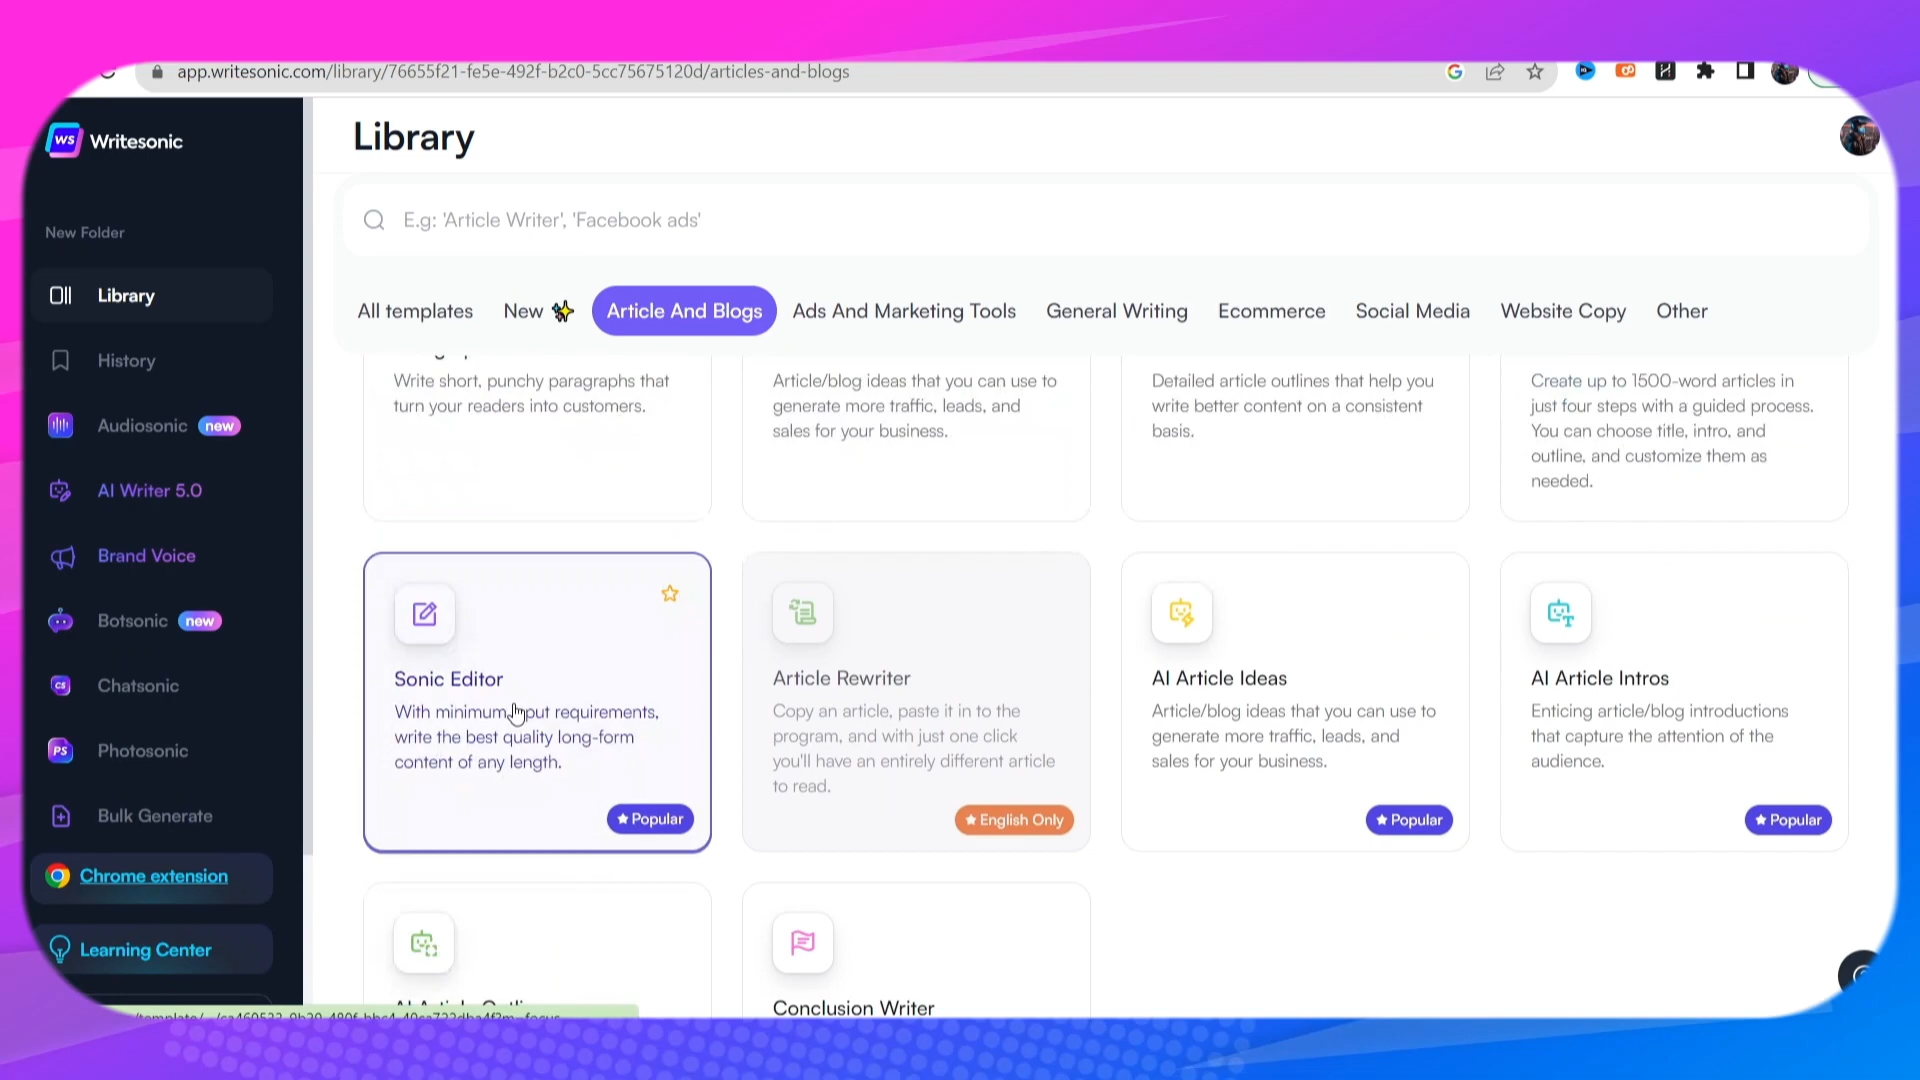 app.writesonic.com/library/76655f21-fe5e-492f-b2c0-5cc75675120d/articles-and-blogs
WS Writesonic
New Folder
Library
History
Audiosonic new
AI Writer 5.0
Brand Voice
Botsonic new
CS Chatsonic
PS Photosonic
Bulk Generate
Chrome extension
Learning Center
Library
E.g: 'Article Writer', 'Facebook ads'
All templates New Article And Blogs Ads And Marketing Tools General Writing Ecommerce Social Media Website Copy Other
Write short, punchy paragraphs that
turn your readers into customers.
Article/blog ideas that you can use to
generate more traffic, leads, and
sales for your business.
Detailed article outlines that help you
write better content on a consistent
basis.
Create up to 1500-word articles in
just four steps with a guided process.
You can choose title, intro, and
outline, and customize them as
needed.
Sonic Editor
With minimum input requirements,
write the best quality long-form
content of any length.
Popular
Article Rewriter
Copy an article, paste it in to the
program, and with just one click
you'll have an entirely different article
to read.
English Only
AI Article Ideas
Article/blog ideas that you can use to
generate more traffic, leads, and
sales for your business.
Popular
AI Article Intros
Enticing article/blog introductions
that capture the attention of the
audience.
Popular
Conclusion Writer